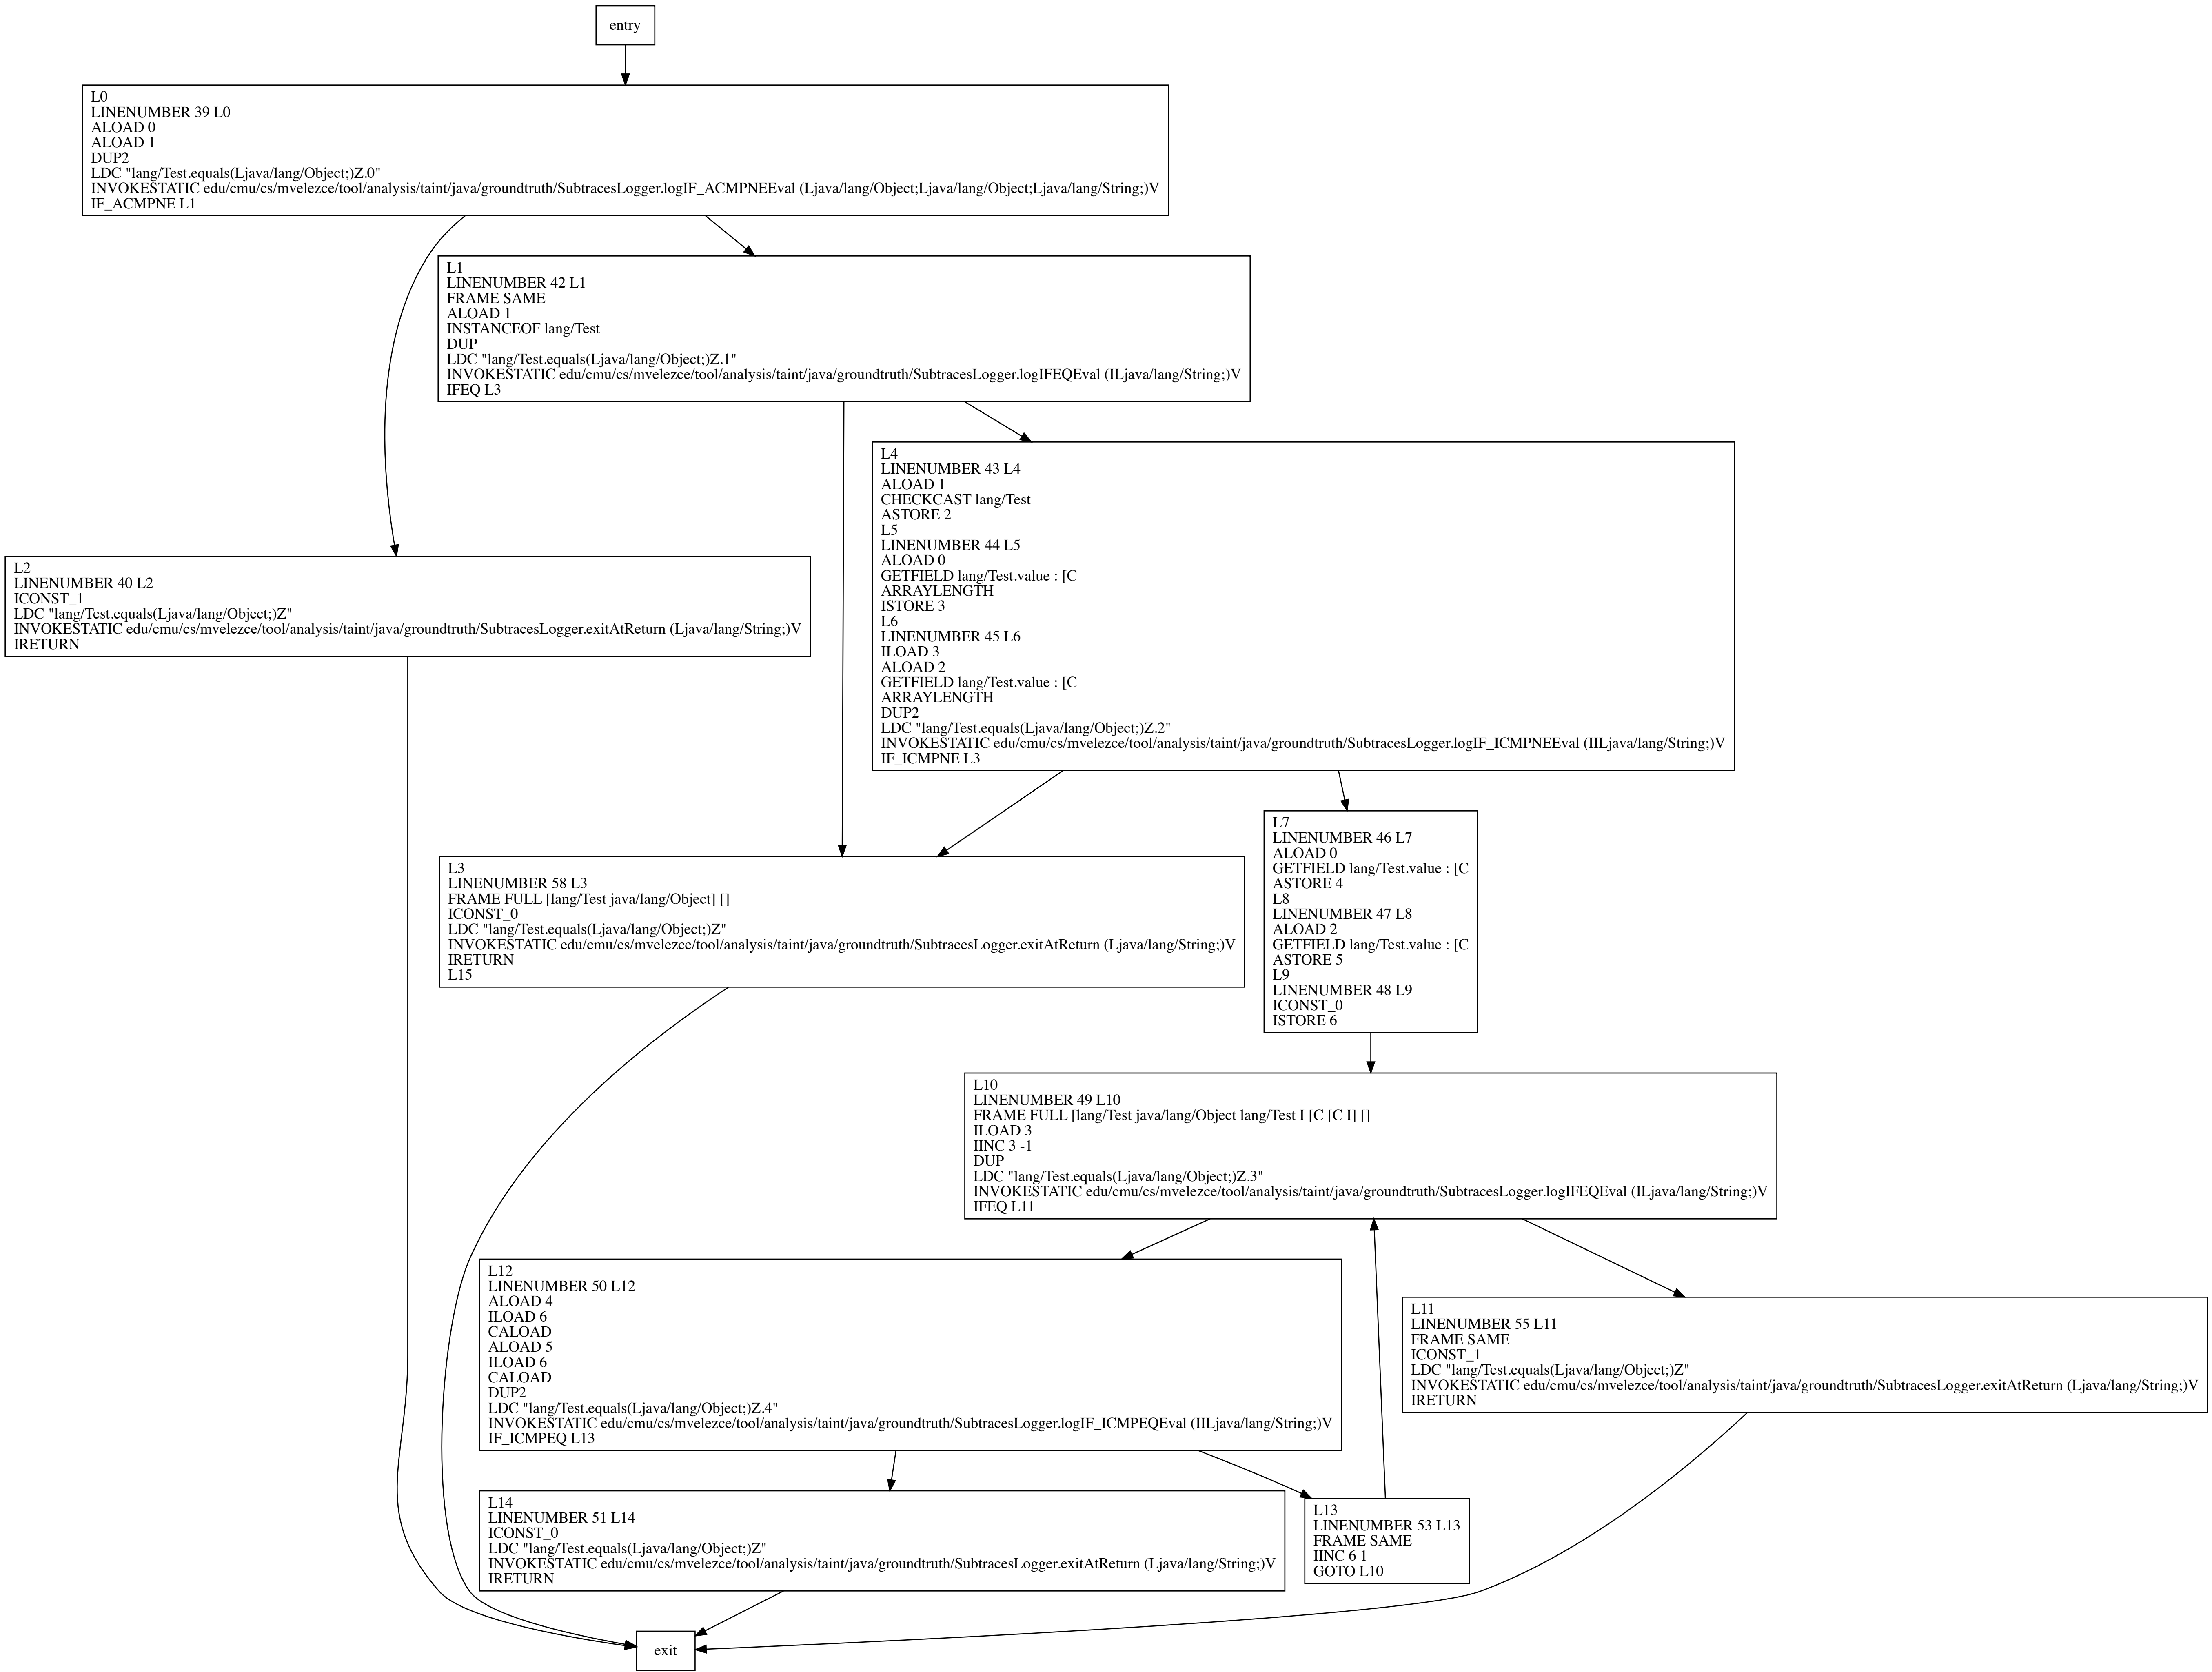 entry
L0
LINENUMBER 39 L0
ALOAD 0
ALOAD 1
DUP2
LDC "lang/Test.equals(Ljava/lang/Object;)Z.0"
INVOKESTATIC edu/cmu/cs/mvelezce/tool/analysis/taint/java/groundtruth/SubtracesLogger.logIF_ACMPNEEval (Ljava/lang/Object;Ljava/lang/Object;Ljava/lang/String;)V
IF_ACMPNE L1
L1
LINENUMBER 42 L1
FRAME SAME
ALOAD 1
INSTANCEOF lang/Test
DUP
LDC "lang/Test.equals(Ljava/lang/Object;)Z.1"
INVOKESTATIC edu/cmu/cs/mvelezce/tool/analysis/taint/java/groundtruth/SubtracesLogger.logIFEQEval (ILjava/lang/String;)V
IFEQ L3
L4
LINENUMBER 43 L4
ALOAD 1
CHECKCAST lang/Test
ASTORE 2
L5
LINENUMBER 44 L5
ALOAD 0
GETFIELD lang/Test.value : [C
ARRAYLENGTH
ISTORE 3
L6
LINENUMBER 45 L6
ILOAD 3
ALOAD 2
GETFIELD lang/Test.value : [C
ARRAYLENGTH
DUP2
LDC "lang/Test.equals(Ljava/lang/Object;)Z.2"
INVOKESTATIC edu/cmu/cs/mvelezce/tool/analysis/taint/java/groundtruth/SubtracesLogger.logIF_ICMPNEEval (IILjava/lang/String;)V
IF_ICMPNE L3
L2
LINENUMBER 40 L2
ICONST_1
LDC "lang/Test.equals(Ljava/lang/Object;)Z"
INVOKESTATIC edu/cmu/cs/mvelezce/tool/analysis/taint/java/groundtruth/SubtracesLogger.exitAtReturn (Ljava/lang/String;)V
IRETURN
L7
LINENUMBER 46 L7
ALOAD 0
GETFIELD lang/Test.value : [C
ASTORE 4
L8
LINENUMBER 47 L8
ALOAD 2
GETFIELD lang/Test.value : [C
ASTORE 5
L9
LINENUMBER 48 L9
ICONST_0
ISTORE 6
L3
LINENUMBER 58 L3
FRAME FULL [lang/Test java/lang/Object] []
ICONST_0
LDC "lang/Test.equals(Ljava/lang/Object;)Z"
INVOKESTATIC edu/cmu/cs/mvelezce/tool/analysis/taint/java/groundtruth/SubtracesLogger.exitAtReturn (Ljava/lang/String;)V
IRETURN
L15
L10
LINENUMBER 49 L10
FRAME FULL [lang/Test java/lang/Object lang/Test I [C [C I] []
ILOAD 3
IINC 3 -1
DUP
LDC "lang/Test.equals(Ljava/lang/Object;)Z.3"
INVOKESTATIC edu/cmu/cs/mvelezce/tool/analysis/taint/java/groundtruth/SubtracesLogger.logIFEQEval (ILjava/lang/String;)V
IFEQ L11
L12
LINENUMBER 50 L12
ALOAD 4
ILOAD 6
CALOAD
ALOAD 5
ILOAD 6
CALOAD
DUP2
LDC "lang/Test.equals(Ljava/lang/Object;)Z.4"
INVOKESTATIC edu/cmu/cs/mvelezce/tool/analysis/taint/java/groundtruth/SubtracesLogger.logIF_ICMPEQEval (IILjava/lang/String;)V
IF_ICMPEQ L13
L11
LINENUMBER 55 L11
FRAME SAME
ICONST_1
LDC "lang/Test.equals(Ljava/lang/Object;)Z"
INVOKESTATIC edu/cmu/cs/mvelezce/tool/analysis/taint/java/groundtruth/SubtracesLogger.exitAtReturn (Ljava/lang/String;)V
IRETURN
L14
LINENUMBER 51 L14
ICONST_0
LDC "lang/Test.equals(Ljava/lang/Object;)Z"
INVOKESTATIC edu/cmu/cs/mvelezce/tool/analysis/taint/java/groundtruth/SubtracesLogger.exitAtReturn (Ljava/lang/String;)V
IRETURN
L13
LINENUMBER 53 L13
FRAME SAME
IINC 6 1
GOTO L10
exit